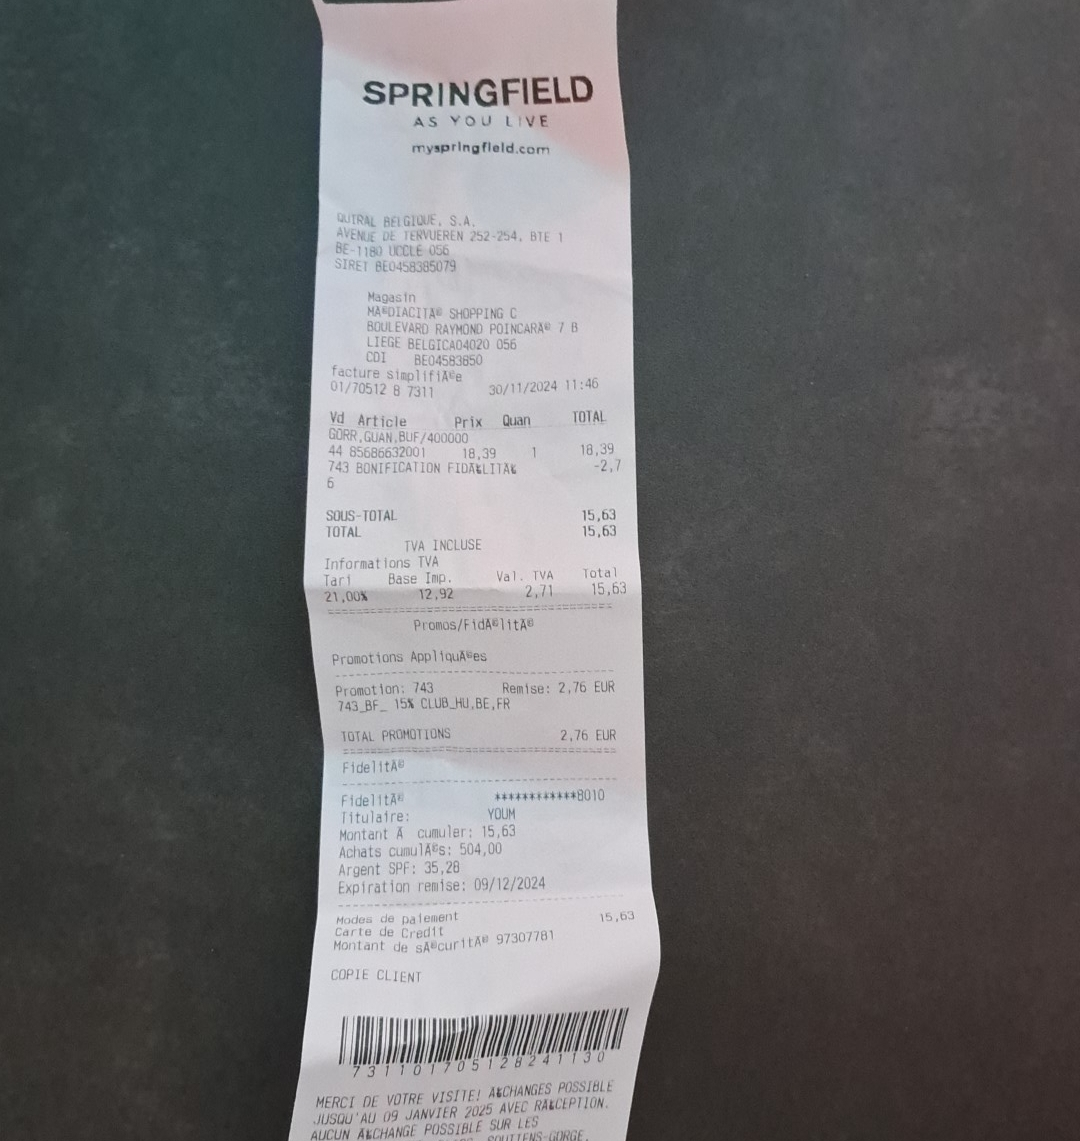 SPRINGFIELD
AS YOU LIVE
myspringfield.com
QUTRAL BELGIQUE, S.A.
AVENUE DE TERVUEREN 252-254, BTE 1
BE-1180 UCCLE 056
SIRET BE0458385079
Magasin
MÃ©DIACITÃ© SHOPPING C
BOULEVARD RAYMOND POINCARÃ© 7 B
LIEGE BELGICA04020 056
CDI BE04583850
facture simplifiÃ©e
01/70512 8 7311 30/11/2024 11:46
Vd Article Prix Quan TOTAL
GORR,GUAN,BUF/400000
44 85686632001 18,39 1 18,39
743 BONIFICATION FIDÃ‰LITÃ‰ -2,7
6
SOUS-TOTAL 15,63
TOTAL 15,63
TVA INCLUSE
Informations TVA
Tari Base Imp. Val. TVA Total
21,00% 12,92 2,71 15,63
Promos/FidÃ©litÃ©
Promotions AppliquÃ©es
Promotion: 743 Remise: 2,76 EUR
743_BF_ 15% CLUB_HU,BE,FR
TOTAL PROMOTIONS 2,76 EUR
FidelitÃ©
FidelitÃ© ************8010
Titulaire: YOUM
Montant Ã cumuler: 15,63
Achats cumulÃ©s: 504,00
Argent SPF: 35,28
Expiration remise: 09/12/2024
Modes de paiement 15,63
Carte de Credit
Montant de sÃ©curitÃ© 97307781
COPIE CLIENT
731101705128241130
MERCI DE VOTRE VISITE! Ã‰CHANGES POSSIBLE
JUSQU'AU 09 JANVIER 2025 AVEC RÃ‰CEPTION.
AUCUN Ã‰CHANGE POSSIBLE SUR LES
SOUTIENS-GORGE,